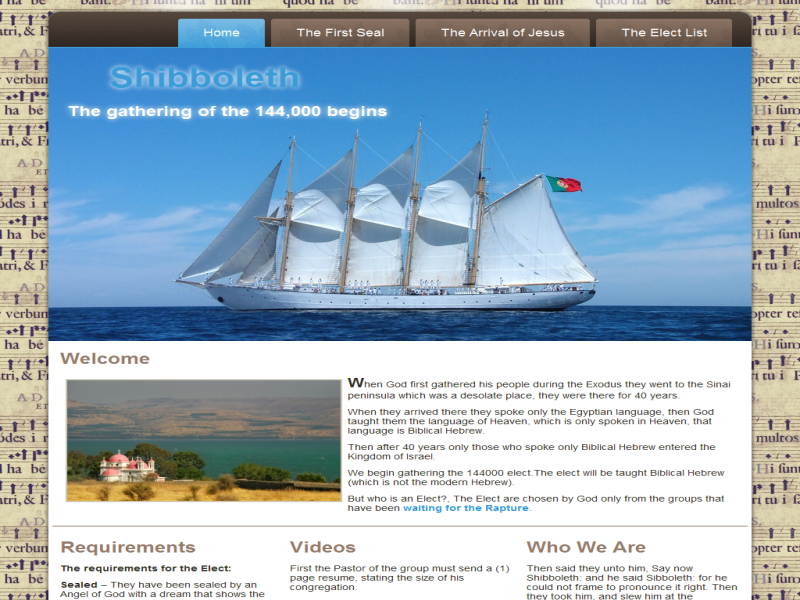 Home
The First Seal
The Arrival of Jesus
The Elect List
Shibboleth
The gathering of the 144,000 begins
Welcome
When God first gathered his people during the Exodus they went to the Sinai
peninsula which was a desolate place, they were there for 40 years.
When they arrived there they spoke only the Egyptian language, then God
taught them the language of Heaven, which is only spoken in Heaven, that
language is Biblical Hebrew.
Then after 40 years only those who spoke only Biblical Hebrew entered the
Kingdom of Israel.
We begin gathering the 144000 elect.The elect will be taught Biblical Hebrew
(which is not the modern Hebrew).
But who is an Elect?, The Elect are chosen by God only from the groups that
have been waiting for the Rapture.
Requirements
The requirements for the Elect:
Sealed – They have been sealed by an
Angel of God with a dream that shows the
Videos
First the Pastor of the group must send a (1)
page resume, stating the size of his
congregation.
Who We Are
Then said they unto him, Say now
Shibboleth: and he said Sibboleth: for he
could not frame to pronounce it right. Then
they took him, and slew him at the